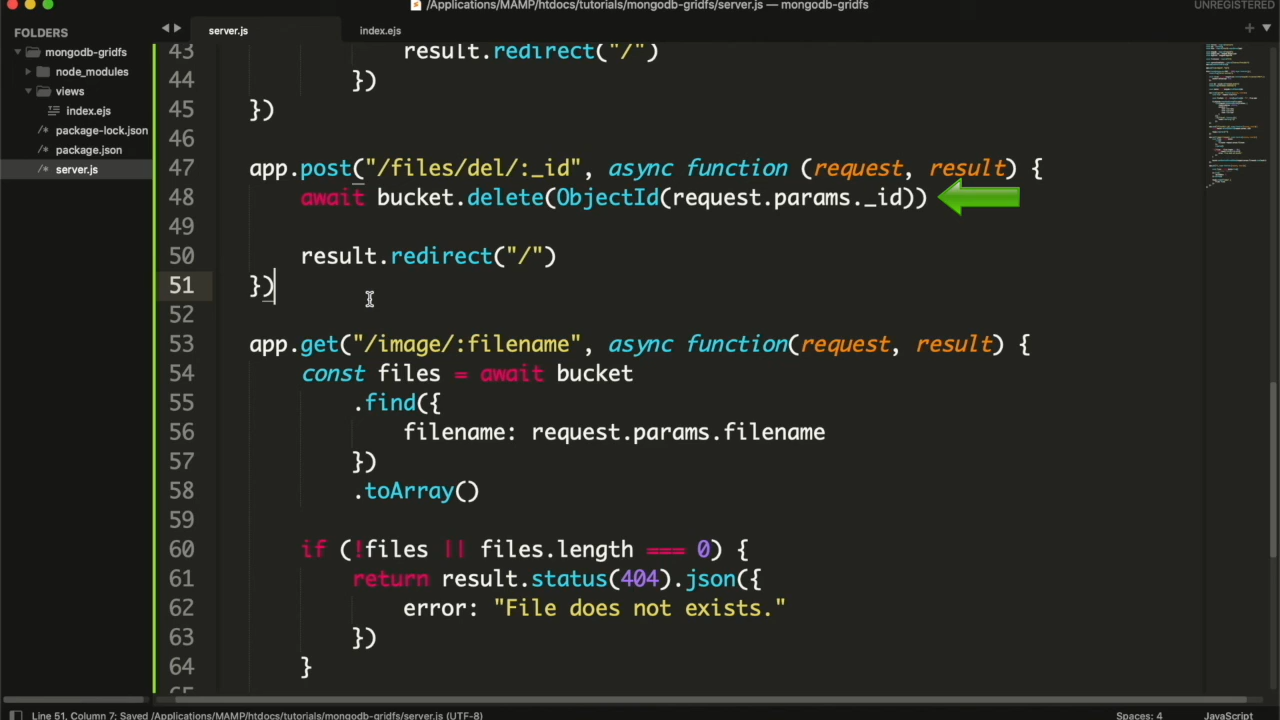 /Applications/MAMP/htdocs/tutorials/mongodb-gridfs/server.js — mongodb-gridfs
UNREGISTERED
FOLDERS
mongodb-gridfs
node_modules
views
index.ejs
package-lock.json
package.json
server.js
server.js
index.ejs
43 result.redirect("/")
44 })
45 })
46
47 app.post("/files/del/:_id", async function (request, result) {
48 await bucket.delete(ObjectId(request.params._id))
49
50 result.redirect("/")
51 })
52
53 app.get("/image/:filename", async function(request, result) {
54 const files = await bucket
55 .find({
56 filename: request.params.filename
57 })
58 .toArray()
59
60 if (!files || files.length === 0) {
61 return result.status(404).json({
62 error: "File does not exists."
63 })
64 }
65
Line 51, Column 7; Saved /Applications/MAMP/htdocs/tutorials/mongodb-gridfs/server.js (UTF-8)
Spaces: 4
JavaScript